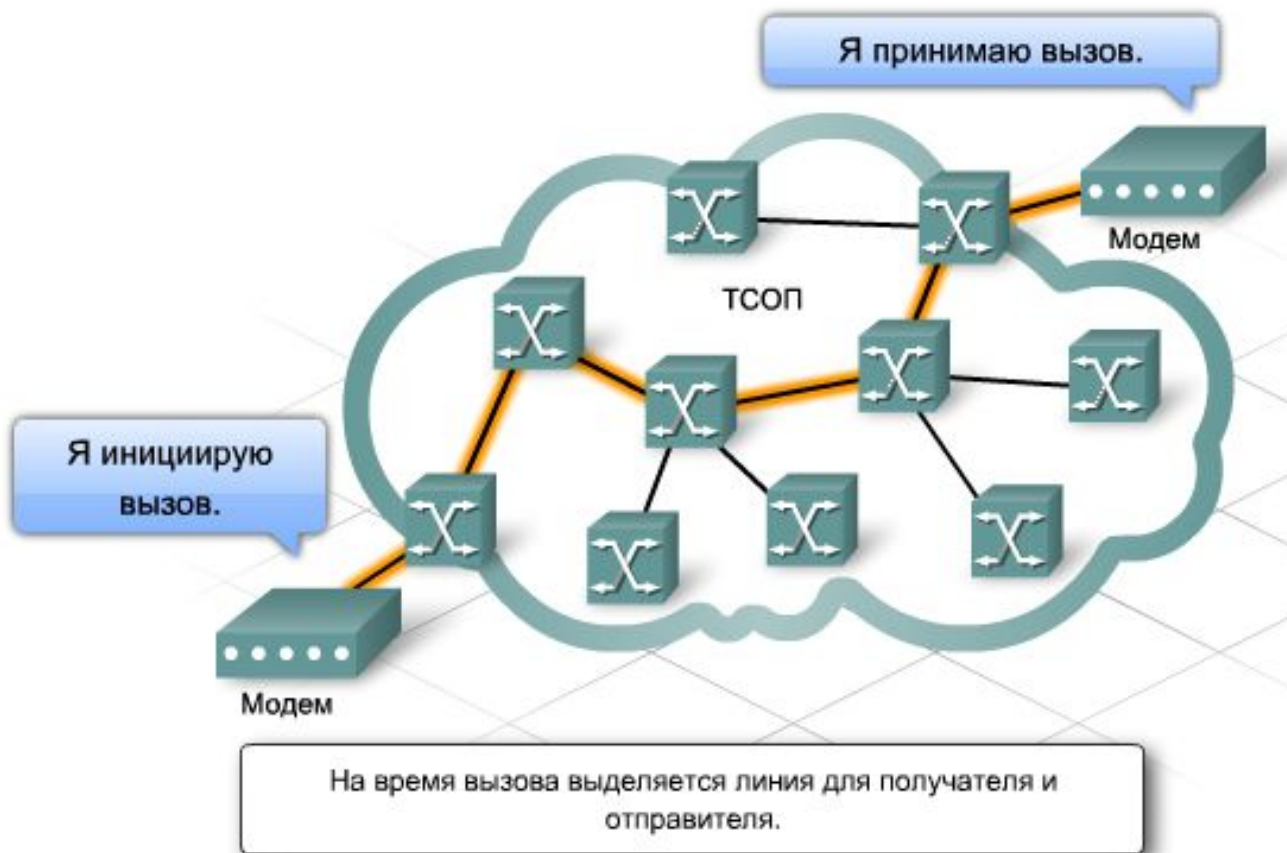 Я принимаю вызов.
Модем
ТСОП
Я инициирую
вызов.
Модем
На время вызова выделяется линия для получателя и
отправителя.